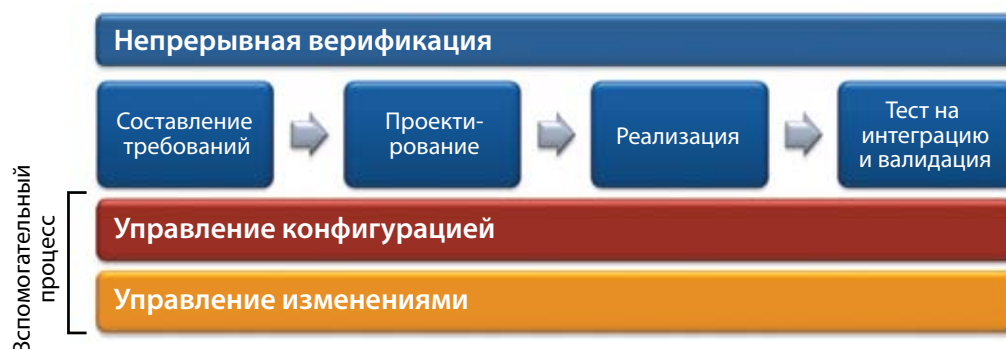 Непрерывная верификация
Составление
требований
Проекти-
рование
Реализация
Тест на
интеграцию
и валидация
Вспомогательный
процесс
Управление конфигурацией
Управление изменениями